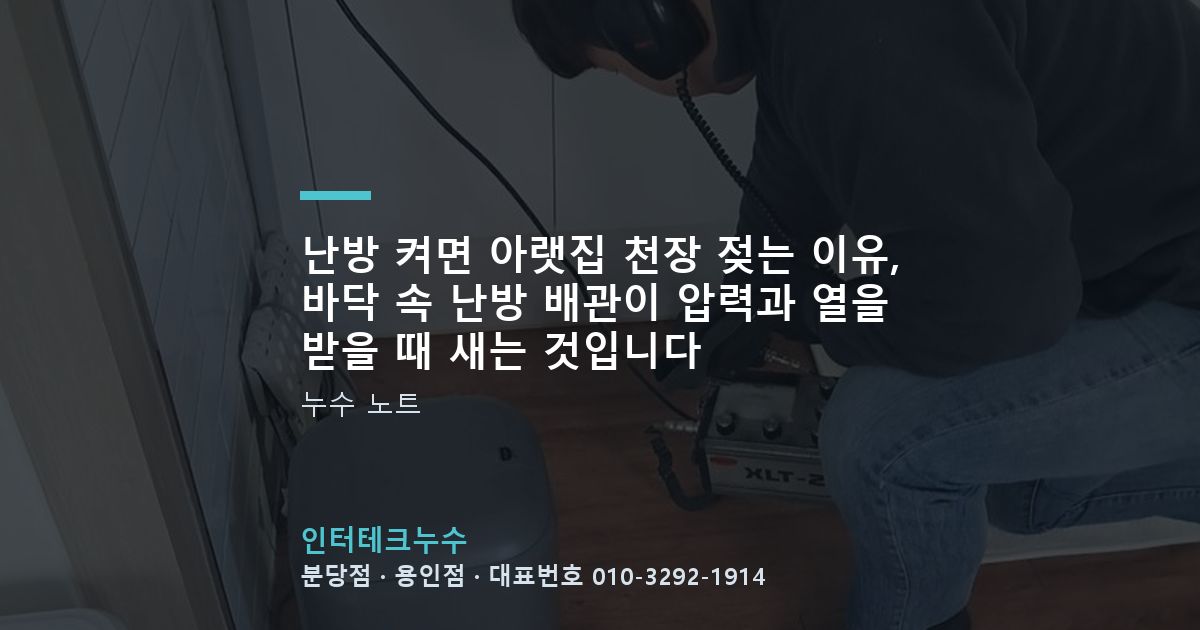 난방 켜면 아랫집 천장 젖는 이유,
바닥 속 난방 배관이 압력과 열을
받을 때 새는 것입니다
누수 노트
XLT-2
인터테크누수
분당점 · 용인점 · 대표번호 010-3292-1914